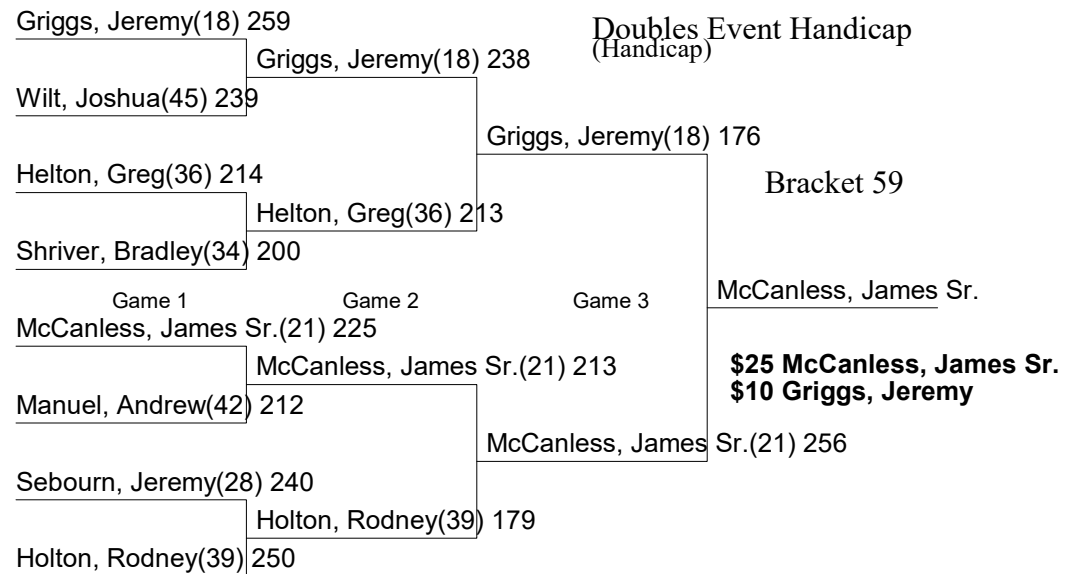 Griggs, Jeremy(18) 259
Doubles Event Handicap
(Handicap)
Griggs, Jeremy(18) 238
Wilt, Joshua(45) 239
Griggs, Jeremy(18) 176
Helton, Greg(36) 214
Bracket 59
Helton, Greg(36) 213
Shriver, Bradley(34) 200
Game 1
Game 2
Game 3
McCanless, James Sr.
McCanless, James Sr.(21) 225
McCanless, James Sr.(21) 213
$25 McCanless, James Sr.
$10 Griggs, Jeremy
Manuel, Andrew(42) 212
McCanless, James Sr.(21) 256
Sebourn, Jeremy(28) 240
Holton, Rodney(39) 179
Holton, Rodney(39) 250